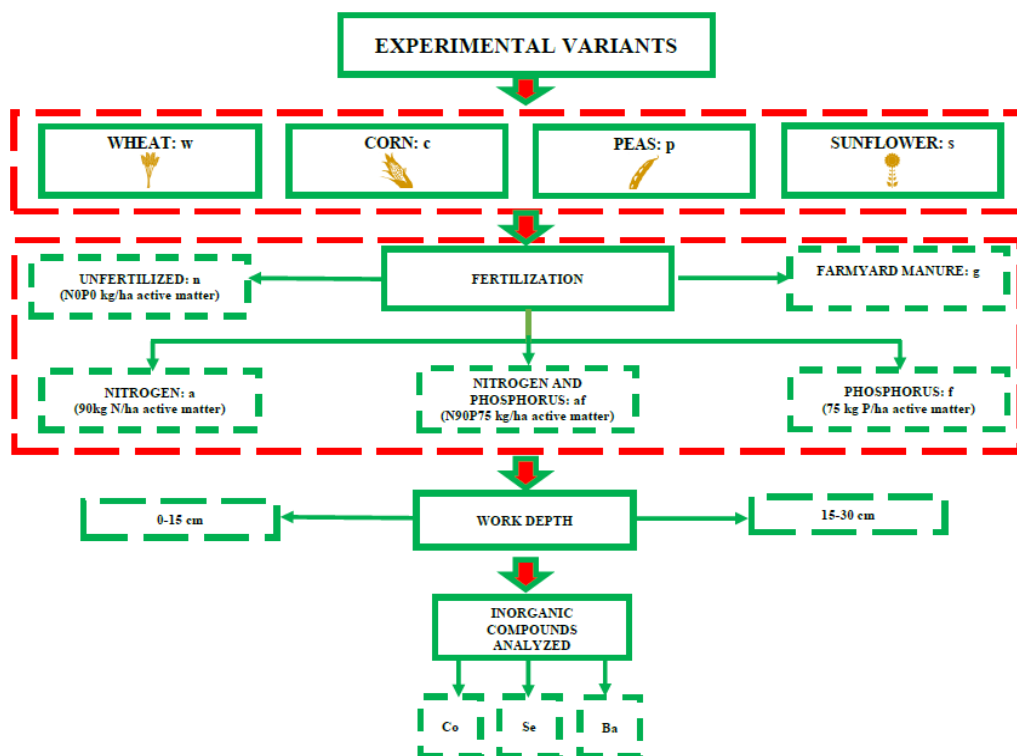 EXPERIMENTAL VARIANTS
WHEAT: w
CORN: c
PEAS: p
SUNFLOWER: s
UNFERTILIZED: n
(N0P0 kg/ha active matter)
FERTILIZATION
FARMYARD MANURE: g
NITROGEN: a
(90kg N/ha active matter)
NITROGEN AND
PHOSPHORUS: af
(N90P75 kg/ha active matter)
PHOSPHORUS: f
(75 kg P/ha active matter)
0-15 cm
WORK DEPTH
15-30 cm
INORGANIC
COMPOUNDS
ANALYZED
Co
Se
Ba